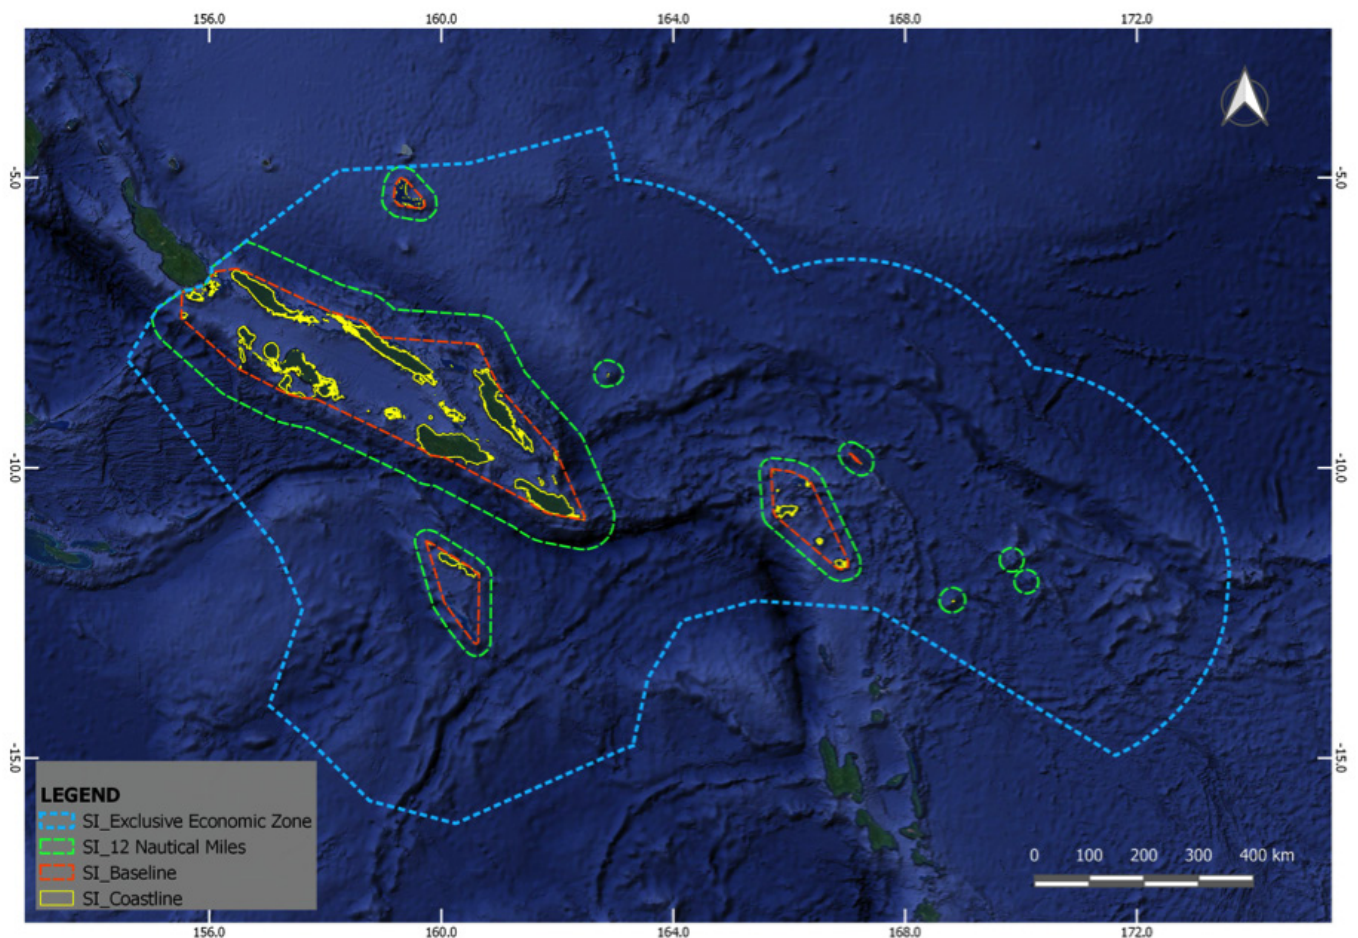 156.0 160.0 164.0 168.0 172.0
-5.0 -5.0
-10.0 -10.0
-15.0 -15.0
LEGEND
SI_Exclusive Economic Zone
SI_12 Nautical Miles
SI_Baseline
SI_Coastline
0 100 200 300 400 km
156.0 160.0 164.0 168.0 172.0